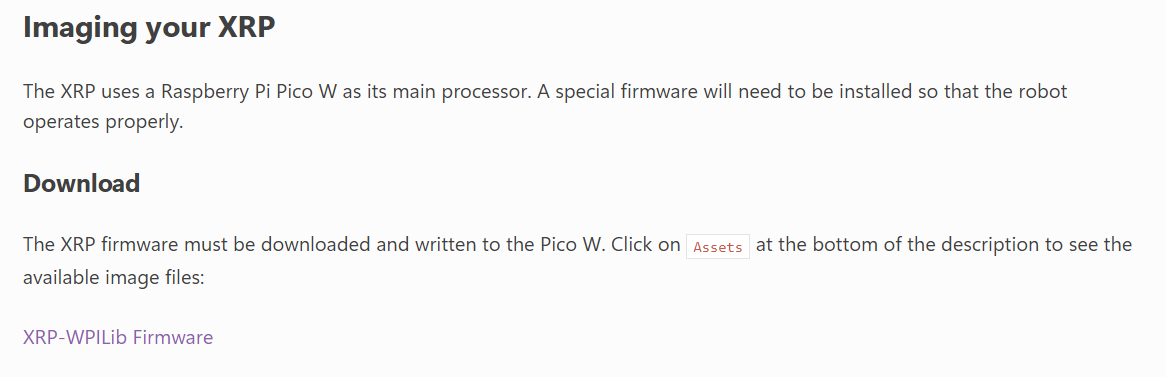 Imaging your XRP
The XRP uses a Raspberry Pi Pico W as its main processor. A special firmware will need to be installed so that the robot
operates properly.
Download
The XRP firmware must be downloaded and written to the Pico W. Click on Assets at the bottom of the description to see the
available image files:
XRP-WPILib Firmware